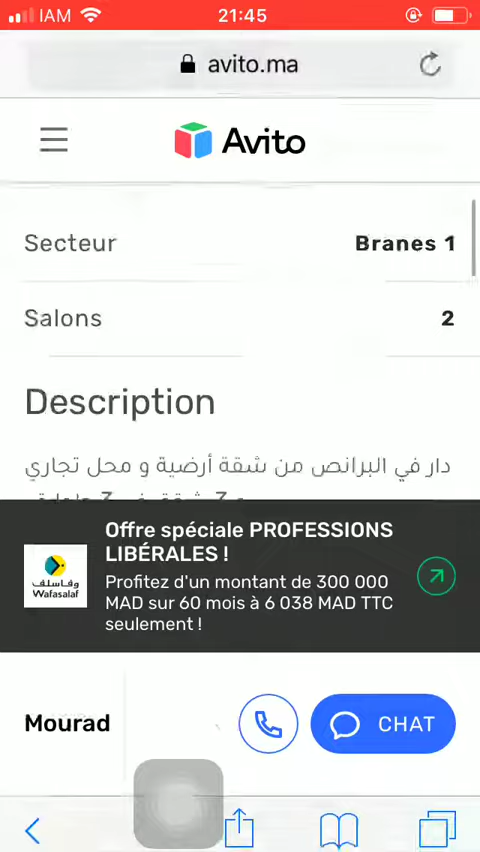 IAM
21:45
avito.ma
Avito
Secteur
Branes 1
Salons
2
Description
دار في البرانص من شقة أرضية و محل تجاري
Offre spéciale PROFESSIONS
LIBÉRALES !
Profitez d'un montant de 300 000
MAD sur 60 mois à 6 038 MAD TTC
seulement !
وفاسلف
Wafasalaf
Mourad
CHAT